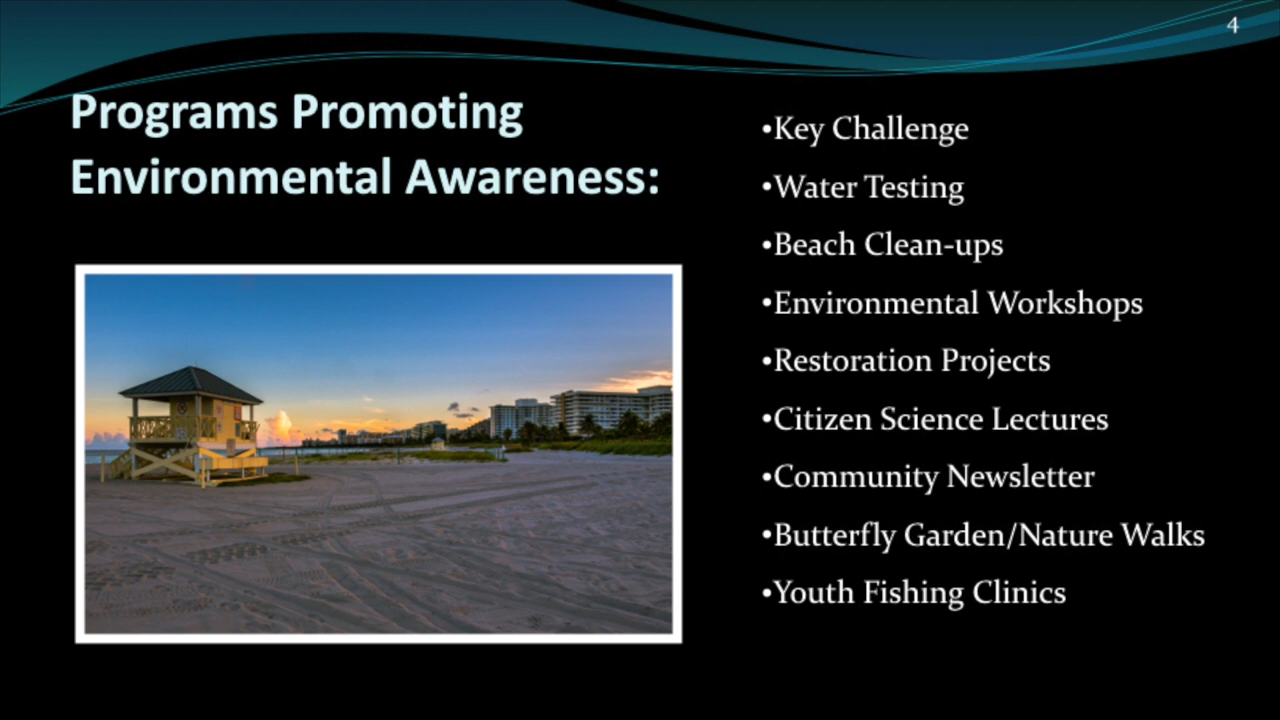 4
Programs Promoting
Environmental Awareness:
•Key Challenge
•Water Testing
•Beach Clean-ups
•Environmental Workshops
•Restoration Projects
•Citizen Science Lectures
•Community Newsletter
•Butterfly Garden/Nature Walks
•Youth Fishing Clinics